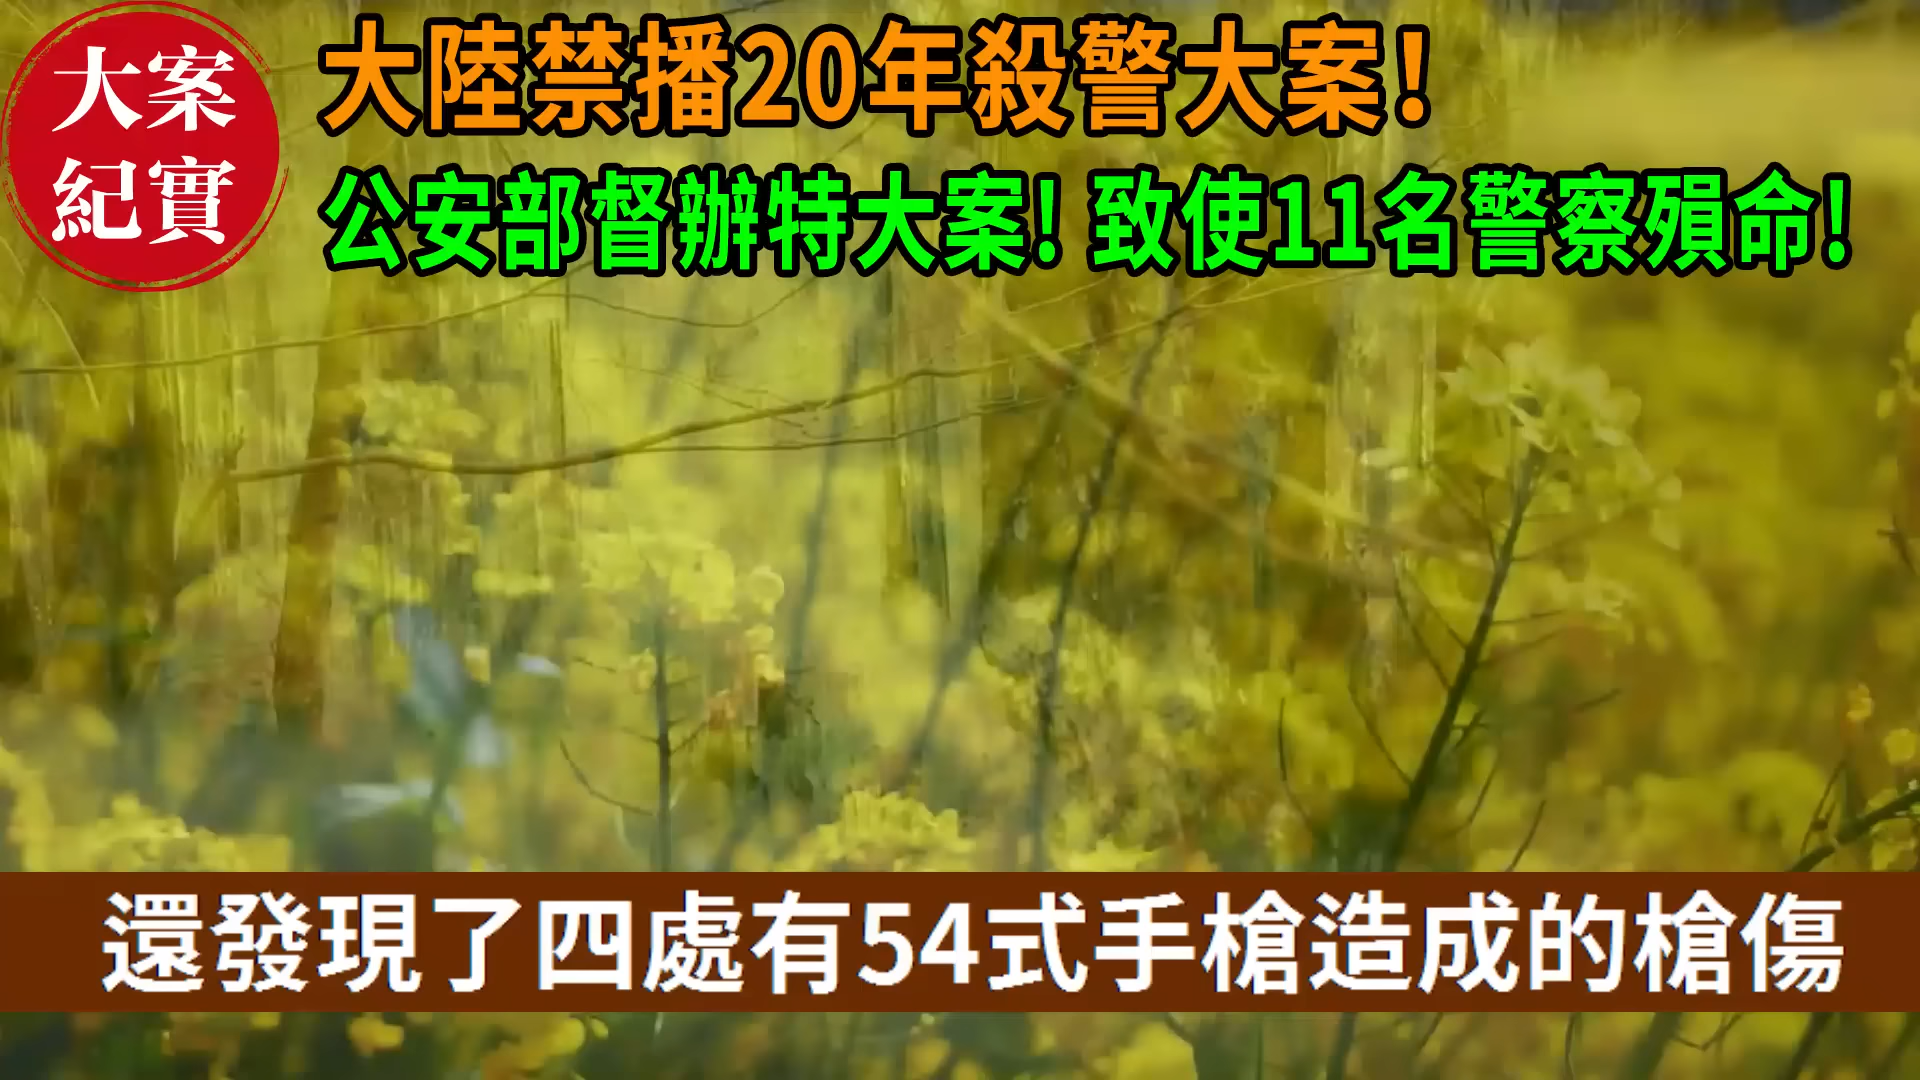 大案
紀實
大陸禁播20年殺警大案!
公安部督辦特大案! 致使11名警察殞命!
還發現了四處有54式手槍造成的槍傷